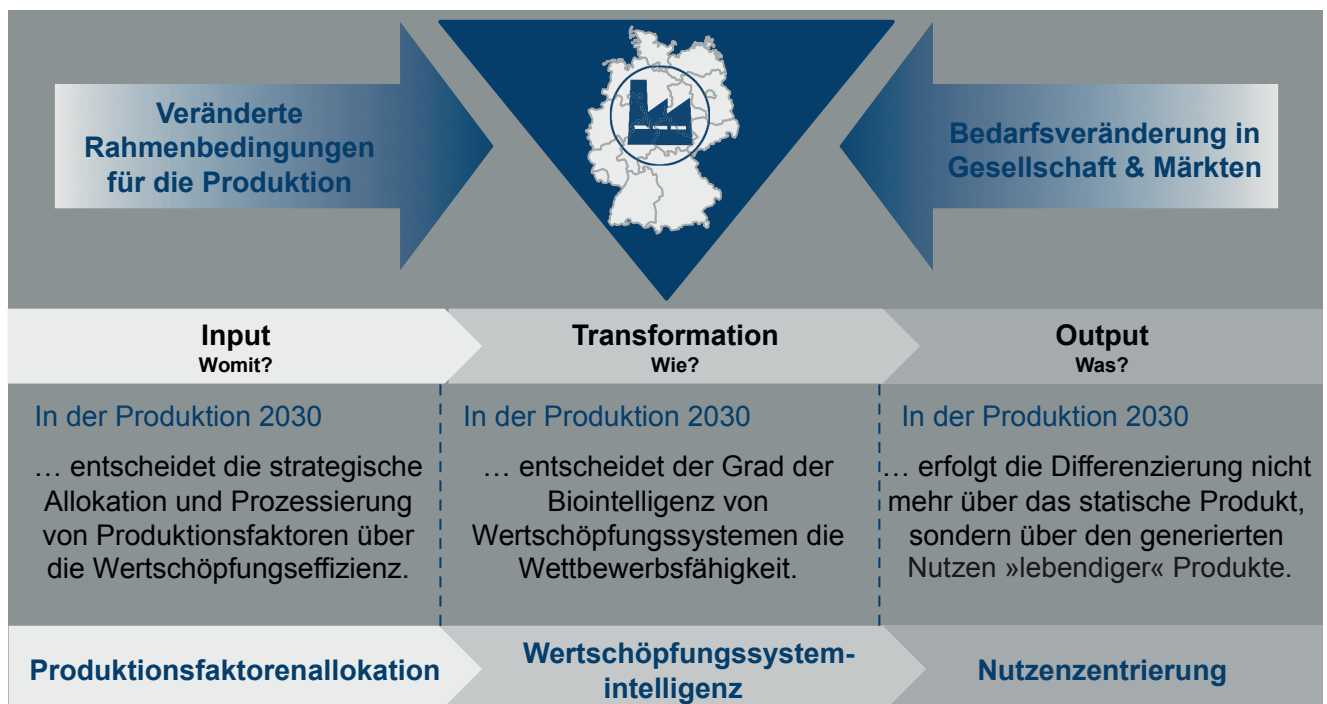 Veränderte
Rahmenbedingungen
für die Produktion
Bedarfsveränderung in
Gesellschaft & Märkten
Input
Womit?
Transformation
Wie?
Output
Was?
In der Produktion 2030
… entscheidet die strategische
Allokation und Prozessierung
von Produktionsfaktoren über
die Wertschöpfungseffizienz.
In der Produktion 2030
… entscheidet der Grad der
Biointelligenz von
Wertschöpfungssystemen die
Wettbewerbsfähigkeit.
In der Produktion 2030
… erfolgt die Differenzierung nicht
mehr über das statische Produkt,
sondern über den generierten
Nutzen »lebendiger« Produkte.
Produktionsfaktorenallokation
Wertschöpfungssystem-
intelligenz
Nutzenzentrierung